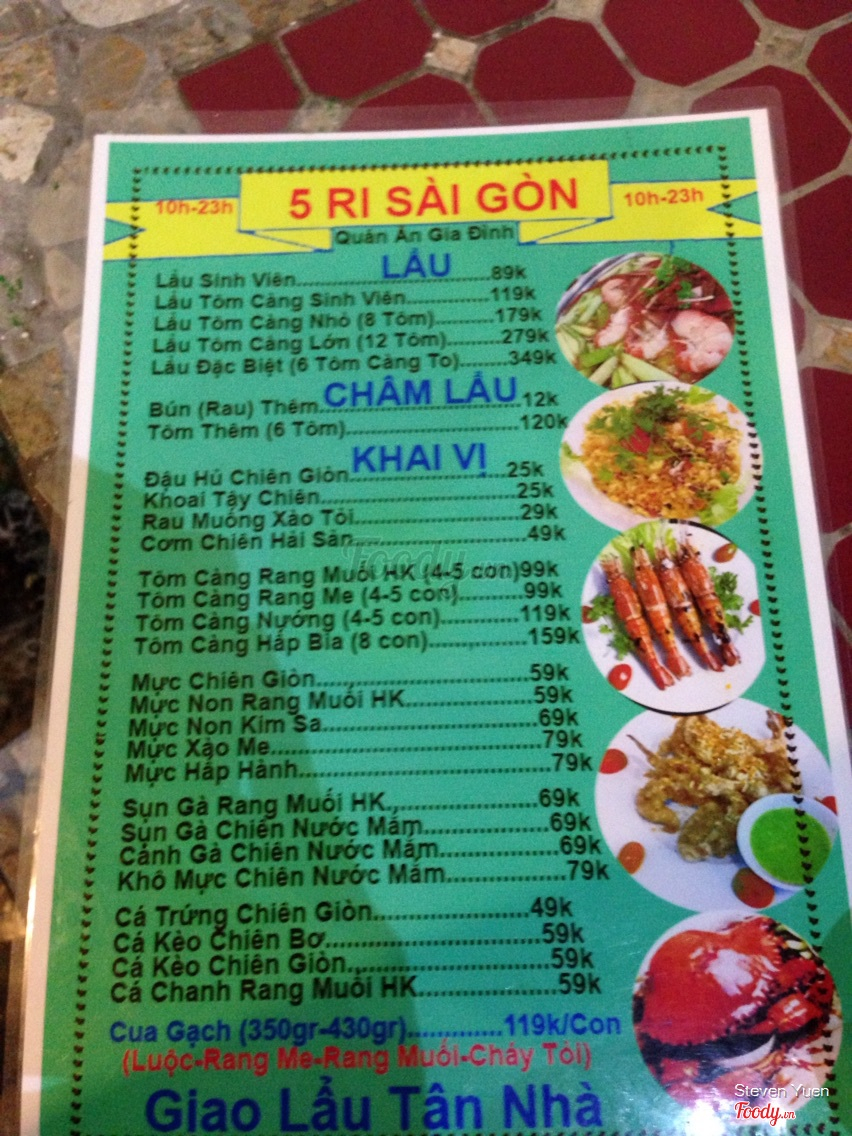 10h-23h
5 RI SÀI GÒN
10h-23h
Quán Ăn Gia Đình
LẨU
Lẩu Sinh Viên..........89k
Lẩu Tôm Càng Sinh Viên..........119k
Lẩu Tôm Càng Nhỏ (8 Tôm)..........179k
Lẩu Tôm Càng Lớn (12 Tôm)..........279k
Lẩu Đặc Biệt (6 Tôm Càng To)..........349k
CHÂM LẨU
Bún (Rau) Thêm..........12k
Tôm Thêm (6 Tôm)..........120k
KHAI VỊ
Đậu Hủ Chiên Giòn..........25k
Khoai Tây Chiên..........25k
Rau Muống Xào Tỏi..........29k
Cơm Chiên Hải Sản..........49k
Foody
Tôm Càng Rang Muối HK (4-5 con)99k
Tôm Càng Rang Me (4-5 con)..........99k
Tôm Càng Nướng (4-5 con)..........119k
Tôm Càng Hấp Bia (8 con)..........159k
Mực Chiên Giòn..........59k
Mực Non Rang Muối HK..........59k
Mực Non Kim Sa..........69k
Mực Xào Me..........79k
Mực Hấp Hành..........79k
Sụn Gà Rang Muối HK..........69k
Sụn Gà Chiên Nước Mắm..........69k
Cánh Gà Chiên Nước Mắm..........69k
Khô Mực Chiên Nước Mắm..........79k
Cá Trứng Chiên Giòn..........49k
Cá Kèo Chiên Bơ..........59k
Cá Kèo Chiên Giòn..........59k
Cá Chanh Rang Muối HK..........59k
Cua Gạch (350gr-430gr)..........119k/Con
(Luộc-Rang Me-Rang Muối-Cháy Tỏi)
Giao Lẩu Tân Nhà
Steven Yuen
Foody.vn